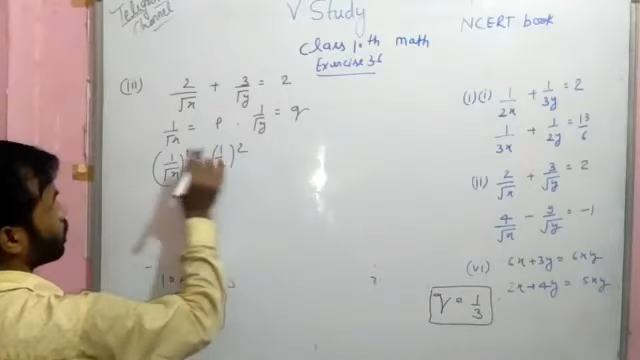 Telegram
Channel
V Study
Class 10th math
Exercise 3.6
NCERT book
(iii) 2/√x + 3/√y = 2
1/√x = p . 1/√y = q
(1/√x)² (1/ )²
(1)(i) 1/2x + 1/3y = 2
1/3x + 1/2y = 13/6
(ii) 2/√x + 3/√y = 2
4/√x - 9/√y = -1
(vi) 6x + 3y = 6xy
2x + 4y = 5xy
q = 1/3